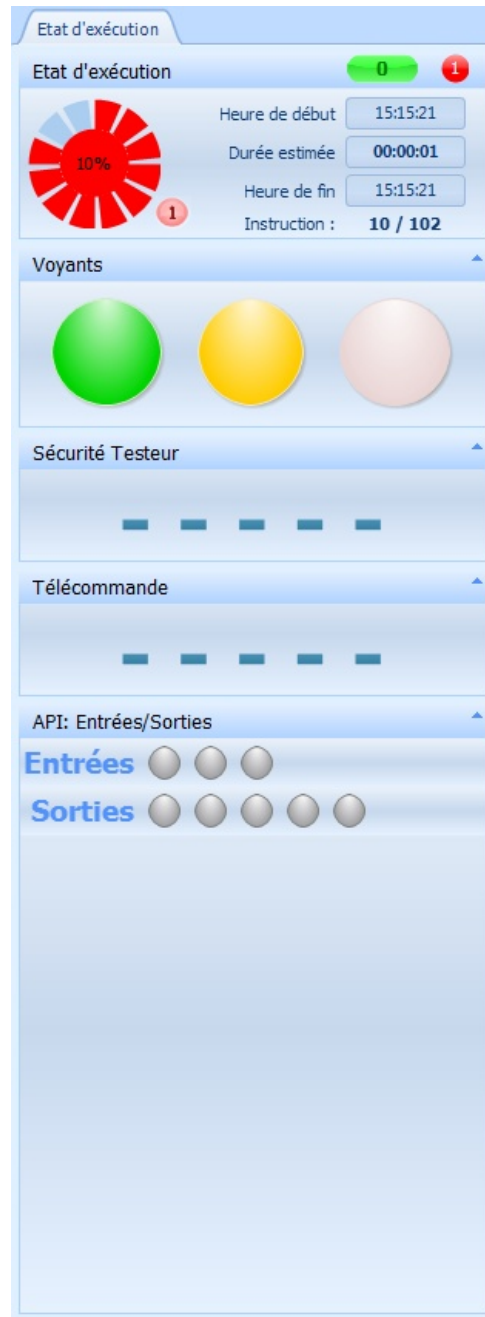 Etat d'exécution
Etat d'exécution 0 1
Heure de début 15:15:21
10% Durée estimée 00:00:01
Heure de fin 15:15:21
1 Instruction : 10 / 102
Voyants
Sécurité Testeur
- - - - -
Télécommande
- - - - -
API: Entrées/Sorties
Entrées
Sorties